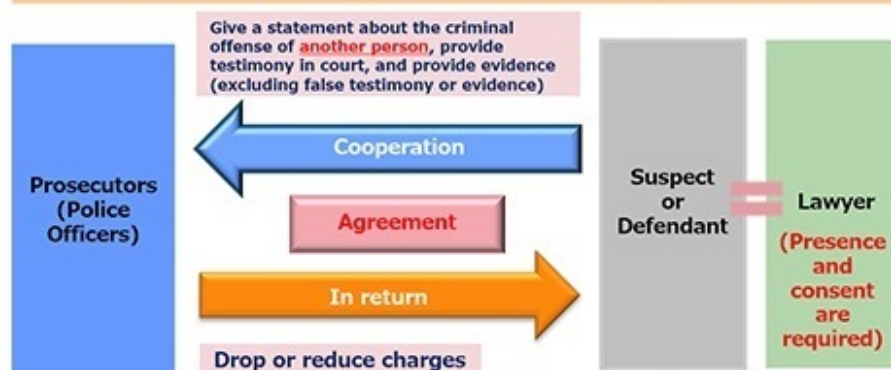 Give a statement about the criminal
offense of another person, provide
testimony in court, and provide evidence
(excluding false testimony or evidence)
Cooperation
Prosecutors
(Police
Officers)
Agreement
Suspect
or
Defendant
Lawyer
(Presence
and
consent
are
required)
In return
Drop or reduce charges